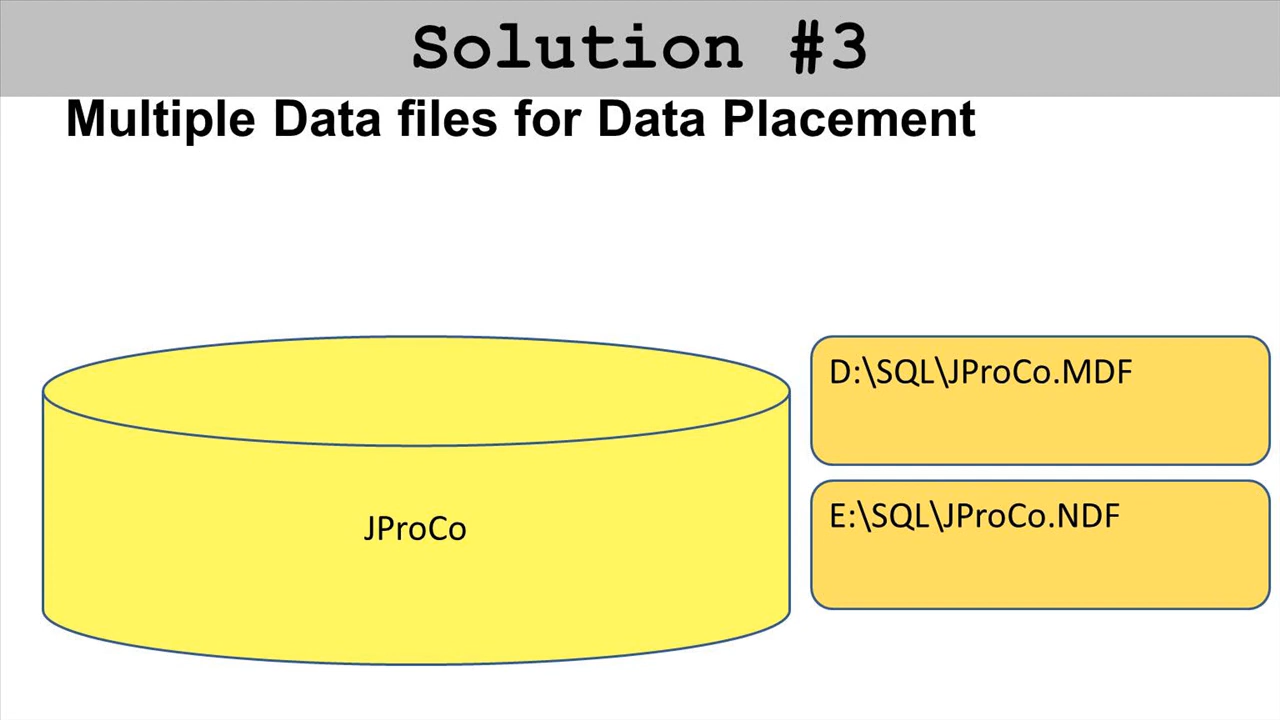 Solution #3
Multiple Data files for Data Placement
D:\SQL\JProCo.MDF
E:\SQL\JProCo.NDF
JProCo